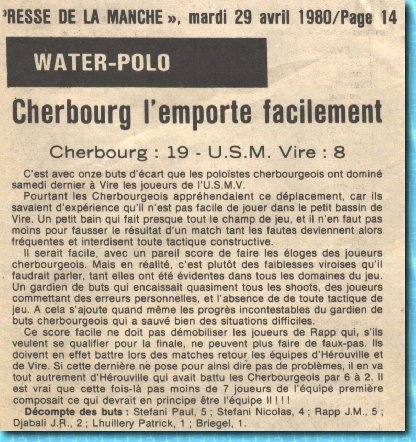 'RESSE DE LA MANCHE », mardi 29 avril 1980/Page 14
WATER-POLO
Cherbourg l'emporte facilement
Cherbourg : 19 - U.S.M. Vire : 8
C'est avec onze buts d'écart que les poloïstes cherbourgeois ont dominé
samedi dernier à Vire les joueurs de l'U.S.M.V.
Pourtant les Cherbourgeois appréhendaient ce déplacement, car ils
savaient d'expérience qu'il n'est pas facile de jouer dans le petit bassin de
Vire. Un petit bain qui fait presque tout le champ de jeu, et il n'en faut pas
moins pour fausser le résultat d'un match tant les fautes deviennent alors
fréquentes et interdisent toute tactique constructive.
Il serait facile, avec un pareil score de faire les éloges des joueurs
cherbourgeois. Mais en réalité, c'est plutôt des faiblesses viroises qu'il
faudrait parler, tant elles ont été évidentes dans tous les domaines du jeu.
Un gardien de buts qui encaissait quasiment tous les shoots, des joueurs
commettant des erreurs personnelles, et l'absence de de toute tactique de
jeu. A cela s'ajoute quand même les progrès incontestables du gardien de
buts cherbourgeois qui a sauvé bien des situations difficiles.
Ce score facile ne doit pas démobiliser les joueurs de Rapp qui, s'ils
veulent se qualifier pour la finale, ne peuvent plus faire de faux-pas. Ils
doivent en effet battre lors des matches retour les équipes d'Hérouville et
de Vire. Si cette dernière ne pose pour ainsi dire pas de problèmes, il en va
tout autrement d'Hérouville qui avait battu les Cherbourgeois par 6 à 2. Il
est vrai que cette fois-là pas moins de 7 joueurs de l'équipe première
composait ce qui devrait en principe être l'équipe II !!!!
Décompte des buts : Stefani Paul, 5 ; Stefani Nicolas, 4 ; Rapp J.M., 5 ;
Djabali J.R., 2 ; Lhuillery Patrick, 1 ; Briegel, 1.